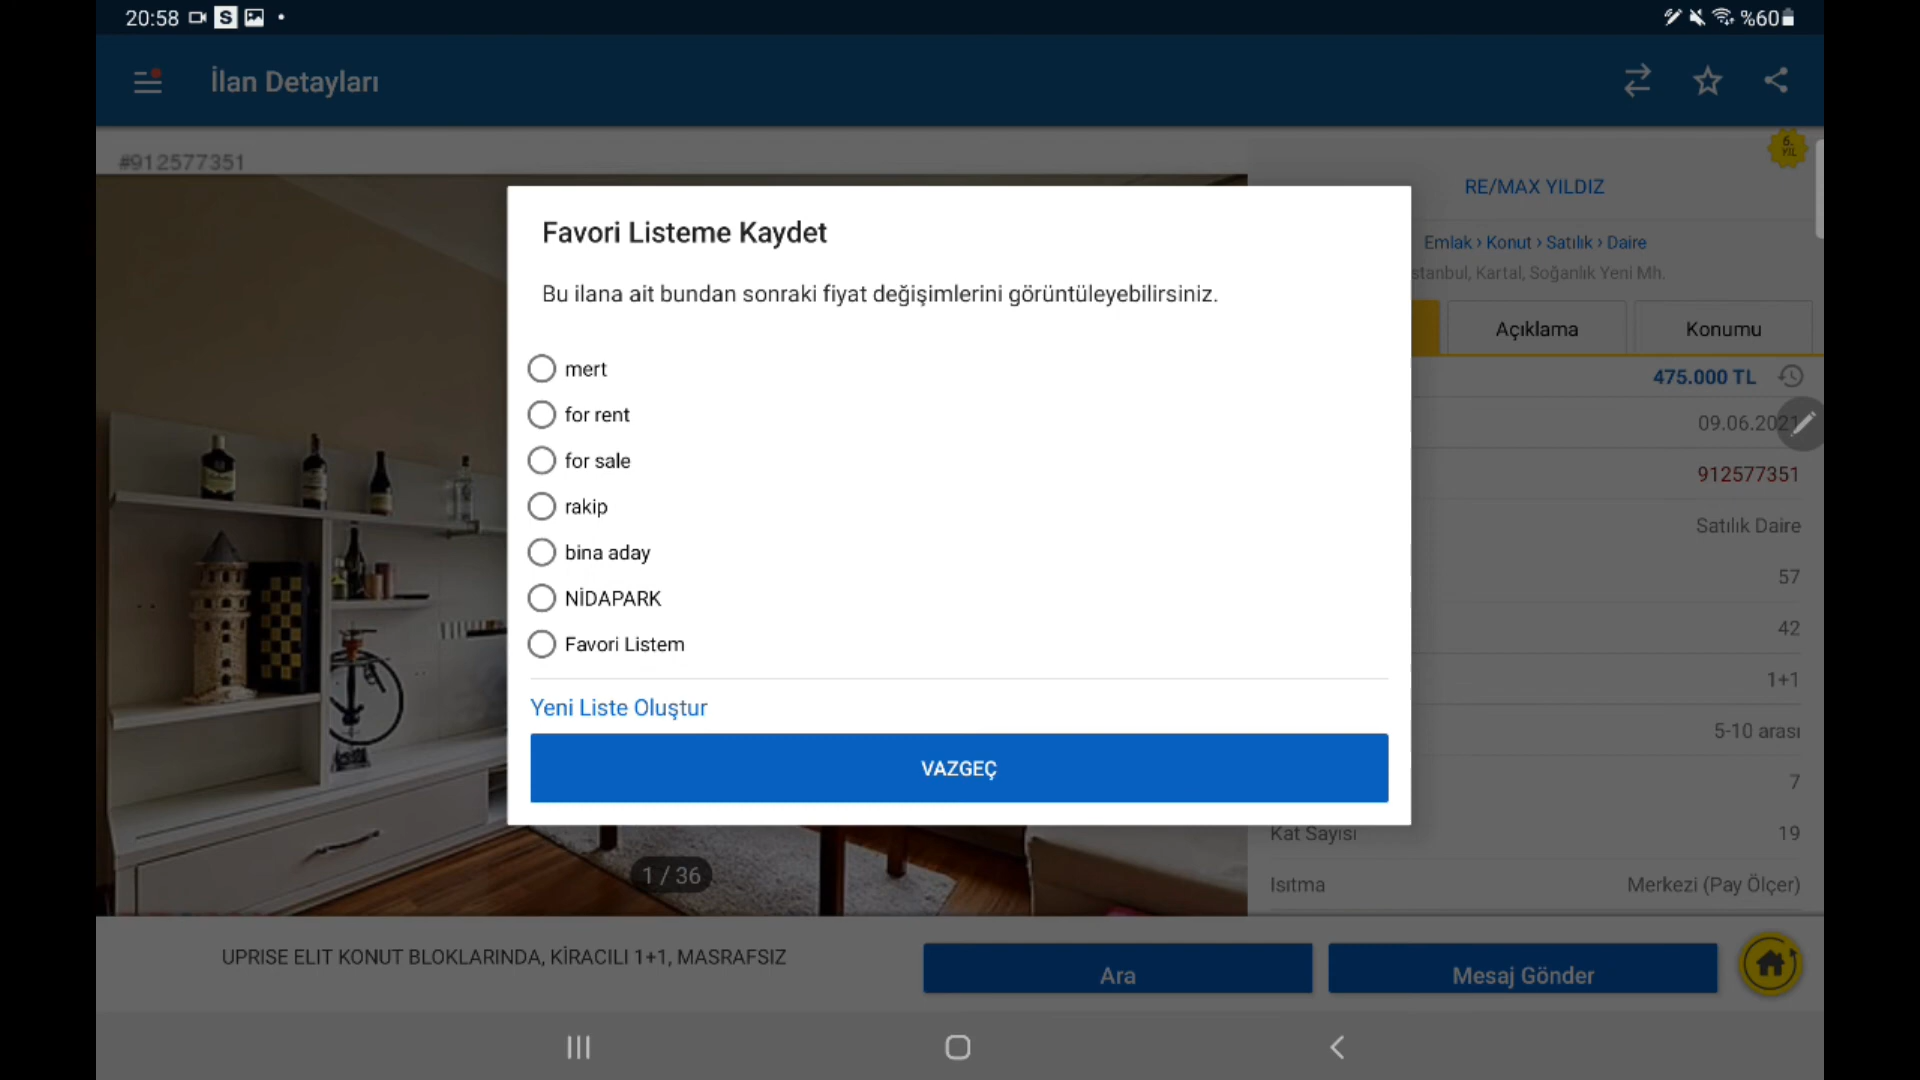 20:58
%60
İlan Detayları
#912577351
6. YIL
RE/MAX YILDIZ
Emlak › Konut › Satılık › Daire
stanbul, Kartal, Soğanlık Yeni Mh.
Açıklama
Konumu
475.000 TL
09.06.2021
912577351
Satılık Daire
57
42
1+1
5-10 arası
7
Kat Sayısı 19
Isıtma Merkezi (Pay Ölçer)
Favori Listeme Kaydet
Bu ilana ait bundan sonraki fiyat değişimlerini görüntüleyebilirsiniz.
mert
for rent
for sale
rakip
bina aday
NİDAPARK
Favori Listem
Yeni Liste Oluştur
VAZGEÇ
1 / 36
UPRISE ELIT KONUT BLOKLARINDA, KİRACILI 1+1, MASRAFSIZ
Ara
Mesaj Gönder